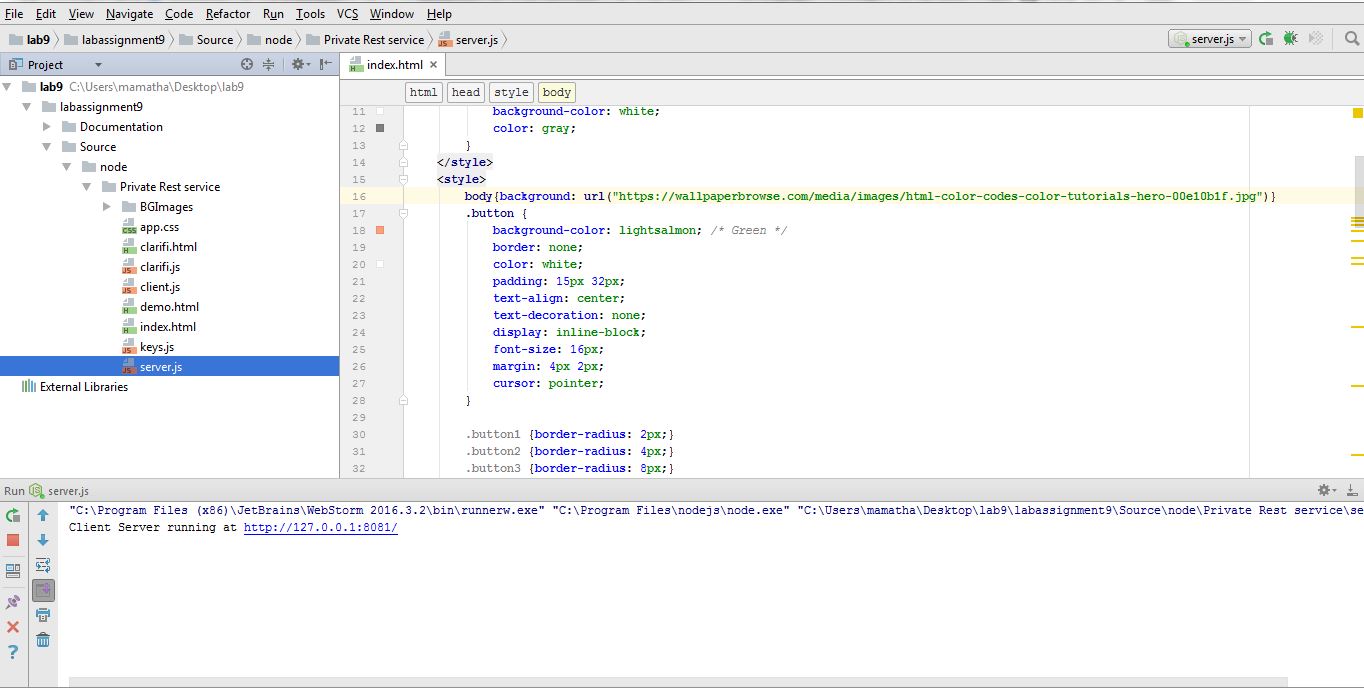 File Edit View Navigate Code Refactor Run Tools VCS Window Help
lab9 labassignment9 Source node Private Rest service server.js server.js
Project
index.html
lab9 C:\Users\mamatha\Desktop\lab9
labassignment9
Documentation
Source
node
Private Rest service
BGImages
app.css
clarifi.html
clarifi.js
client.js
demo.html
index.html
keys.js
server.js
External Libraries
html head style body
11 background-color: white;
12 color: gray;
13 }
14 </style>
15 <style>
16 body{background: url("https://wallpaperbrowse.com/media/images/html-color-codes-color-tutorials-hero-00e10b1f.jpg")}
17 .button {
18 background-color: lightsalmon; /* Green */
19 border: none;
20 color: white;
21 padding: 15px 32px;
22 text-align: center;
23 text-decoration: none;
24 display: inline-block;
25 font-size: 16px;
26 margin: 4px 2px;
27 cursor: pointer;
28 }
29
30 .button1 {border-radius: 2px;}
31 .button2 {border-radius: 4px;}
32 .button3 {border-radius: 8px;}
Run server.js
"C:\Program Files (x86)\JetBrains\WebStorm 2016.3.2\bin\runnerw.exe" "C:\Program Files\nodejs\node.exe" "C:\Users\mamatha\Desktop\lab9\labassignment9\Source\node\Private Rest service\se
Client Server running at http://127.0.0.1:8081/